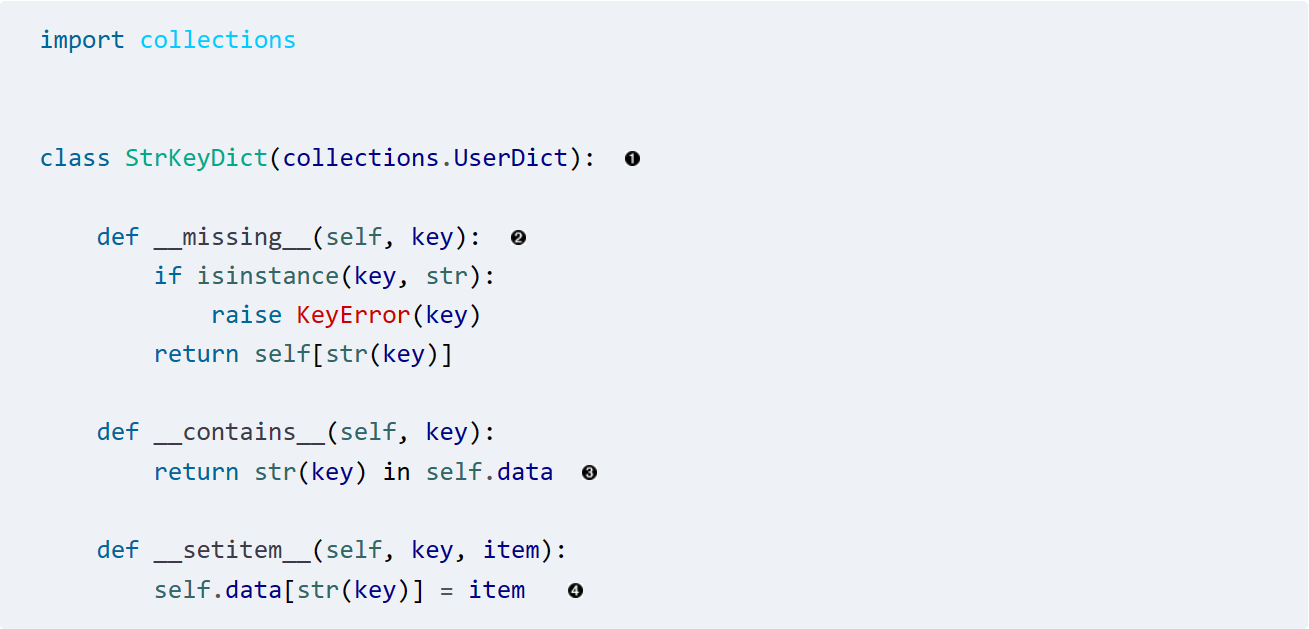 import collections
class StrKeyDict(collections.UserDict): ❶
    def __missing__(self, key): ❷
        if isinstance(key, str):
            raise KeyError(key)
        return self[str(key)]
    def __contains__(self, key):
        return str(key) in self.data ❸
    def __setitem__(self, key, item):
        self.data[str(key)] = item ❹